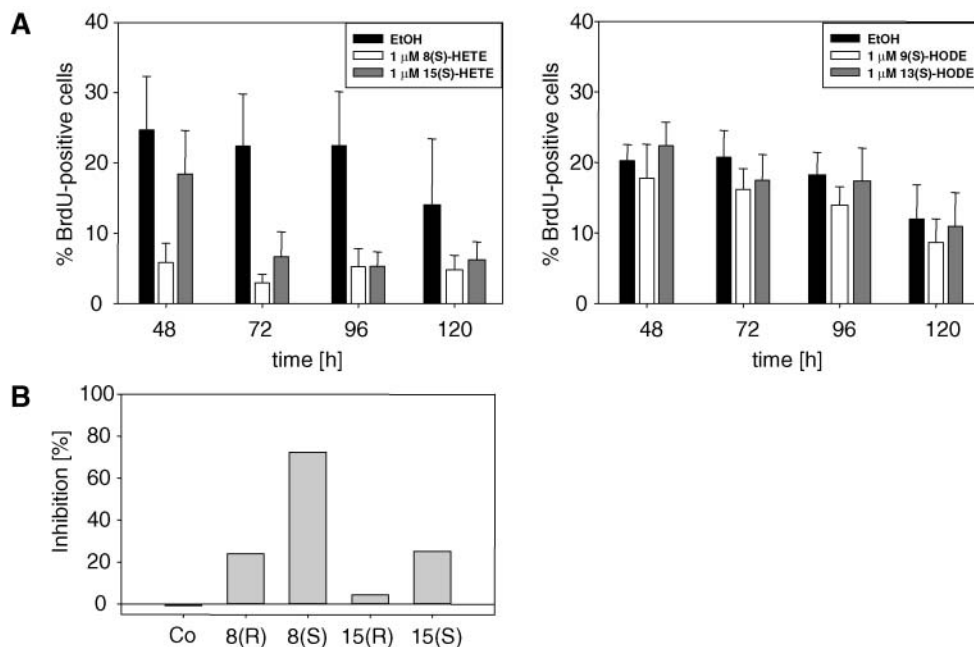 A
% BrdU-positive cells
40
30
20
10
0
EtOH
1 μM 8(S)-HETE
1 μM 15(S)-HETE
48 72 96 120
time [h]
% BrdU-positive cells
40
30
20
10
0
EtOH
1 μM 9(S)-HODE
1 μM 13(S)-HODE
48 72 96 120
time [h]
B
Inhibition [%]
100
80
60
40
20
0
Co 8(R) 8(S) 15(R) 15(S)